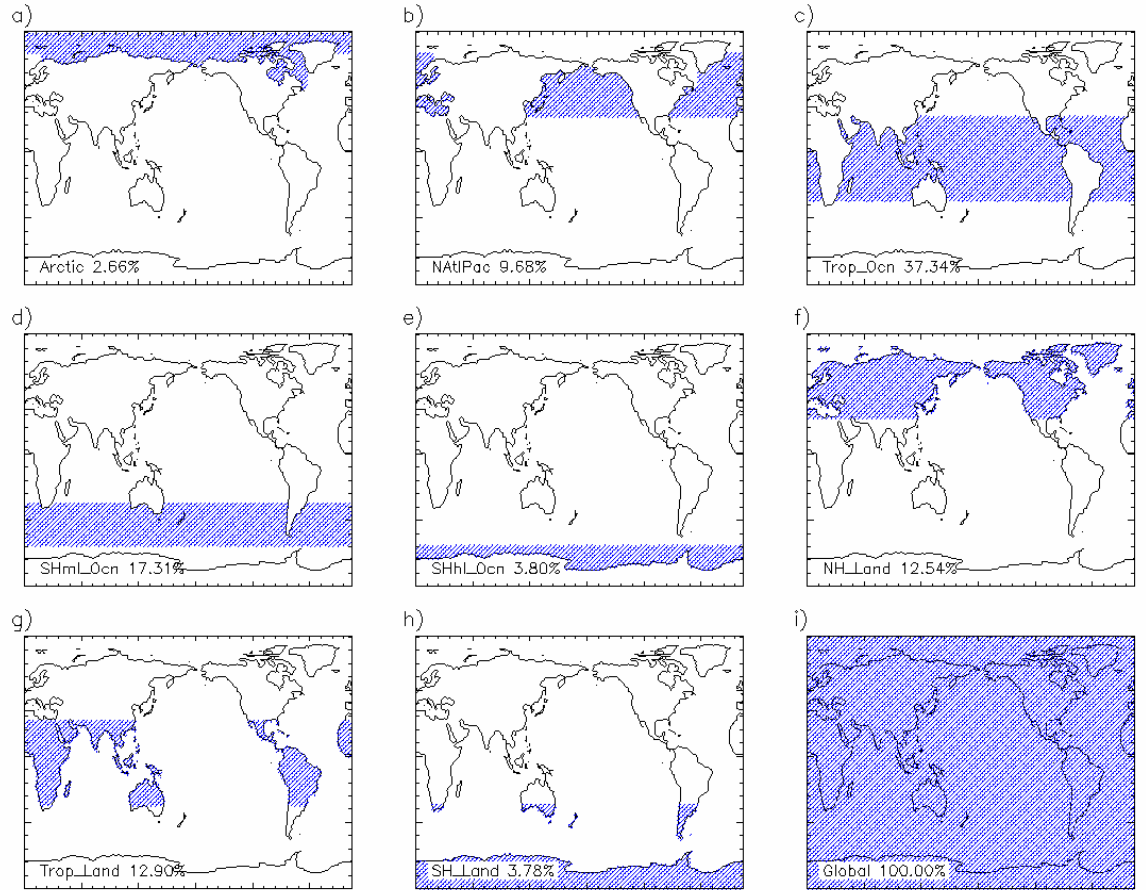 a)
b)
c)
Arctic 2.66%
NAtlPac 9.68%
Trop_Ocn 37.34%
d)
e)
f)
SHml_Ocn 17.31%
SHhl_Ocn 3.80%
NH_Land 12.54%
g)
h)
i)
Trop_Land 12.90%
SH_Land 3.78%
Global 100.00%